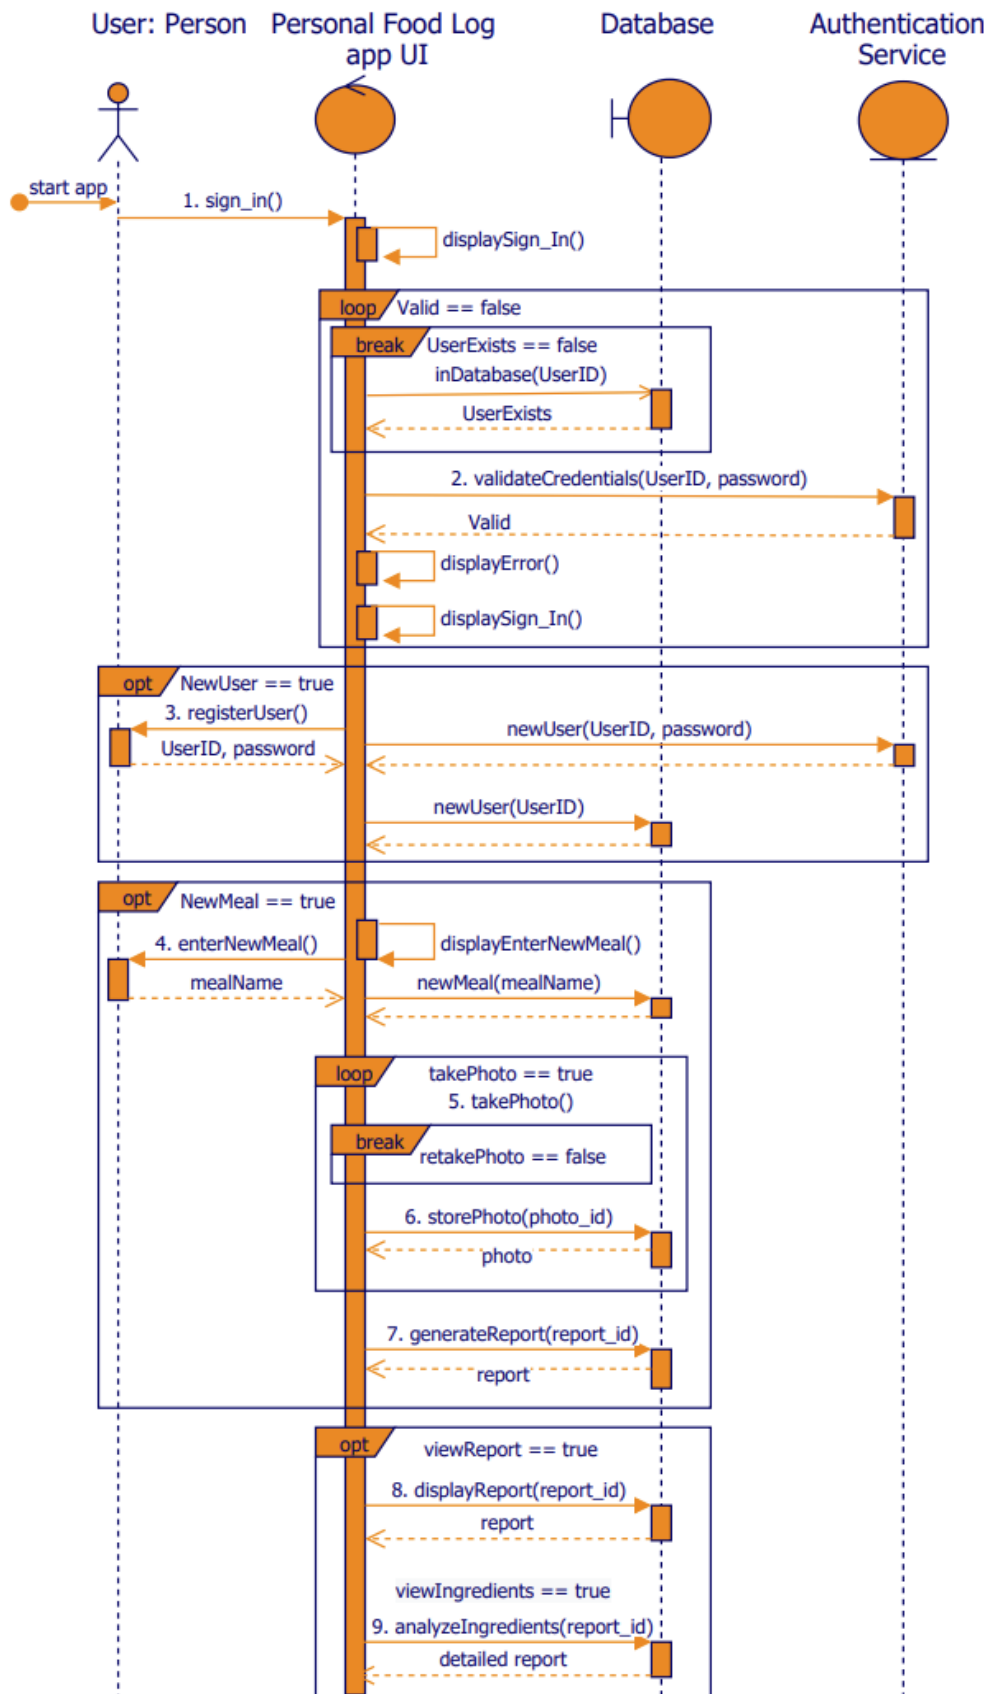 User: Person
Personal Food Log
app UI
Database
Authentication
Service
start app
1. sign_in()
displaySign_In()
loop
Valid == false
break
UserExists == false
inDatabase(UserID)
UserExists
2. validateCredentials(UserID, password)
Valid
displayError()
displaySign_In()
opt
NewUser == true
3. registerUser()
newUser(UserID, password)
UserID, password
newUser(UserID)
opt
NewMeal == true
4. enterNewMeal()
displayEnterNewMeal()
mealName
newMeal(mealName)
loop
takePhoto == true
5. takePhoto()
break
retakePhoto == false
6. storePhoto(photo_id)
photo
7. generateReport(report_id)
report
opt
viewReport == true
8. displayReport(report_id)
report
viewIngredients == true
9. analyzeIngredients(report_id)
detailed report